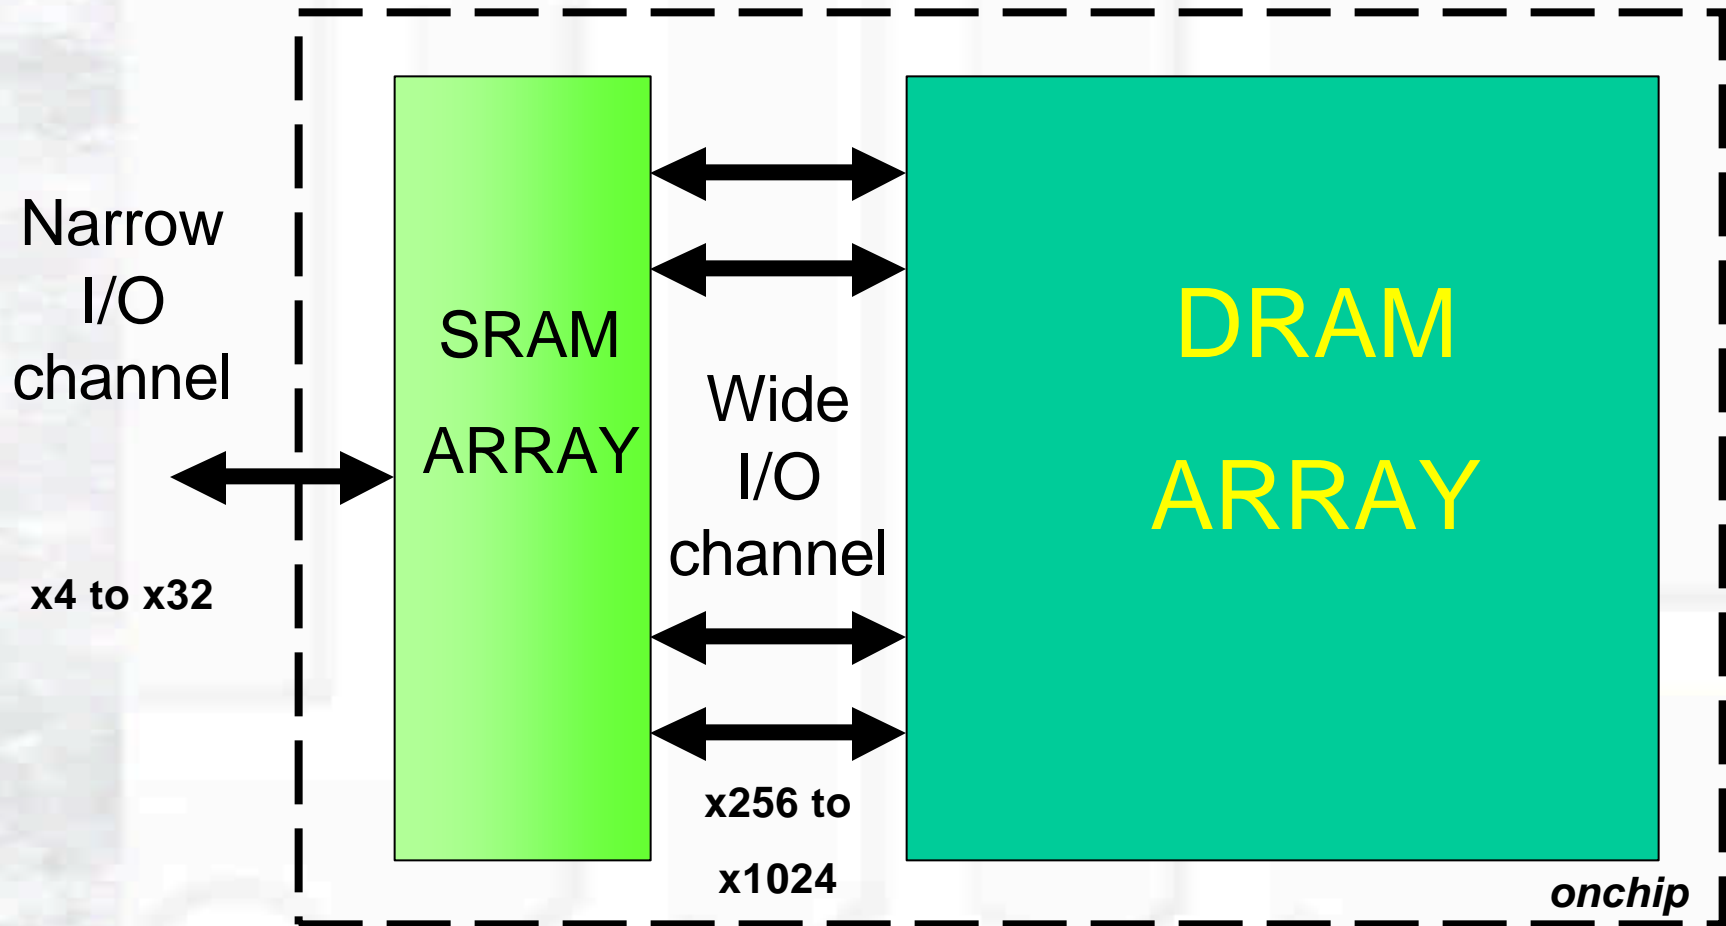 Narrow
I/O
channel
x4 to x32
SRAM
ARRAY
Wide
I/O
channel
x256 to
x1024
DRAM
ARRAY
onchip